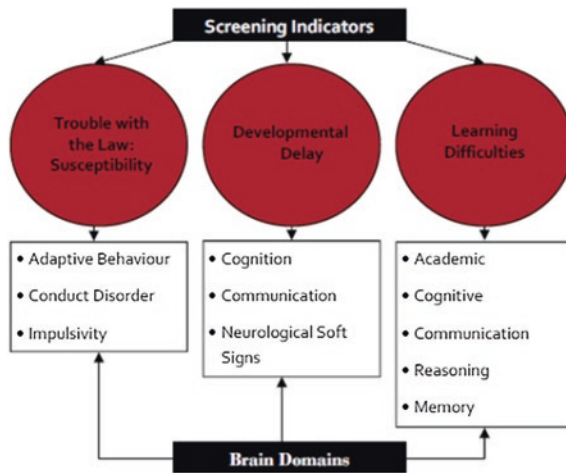 Screening Indicators
Trouble with
the Law:
Susceptibility
Developmental
Delay
Learning
Difficulties
• Adaptive Behaviour
• Conduct Disorder
• Impulsivity
• Cognition
• Communication
• Neurological Soft
Signs
• Academic
• Cognitive
• Communication
• Reasoning
• Memory
Brain Domains